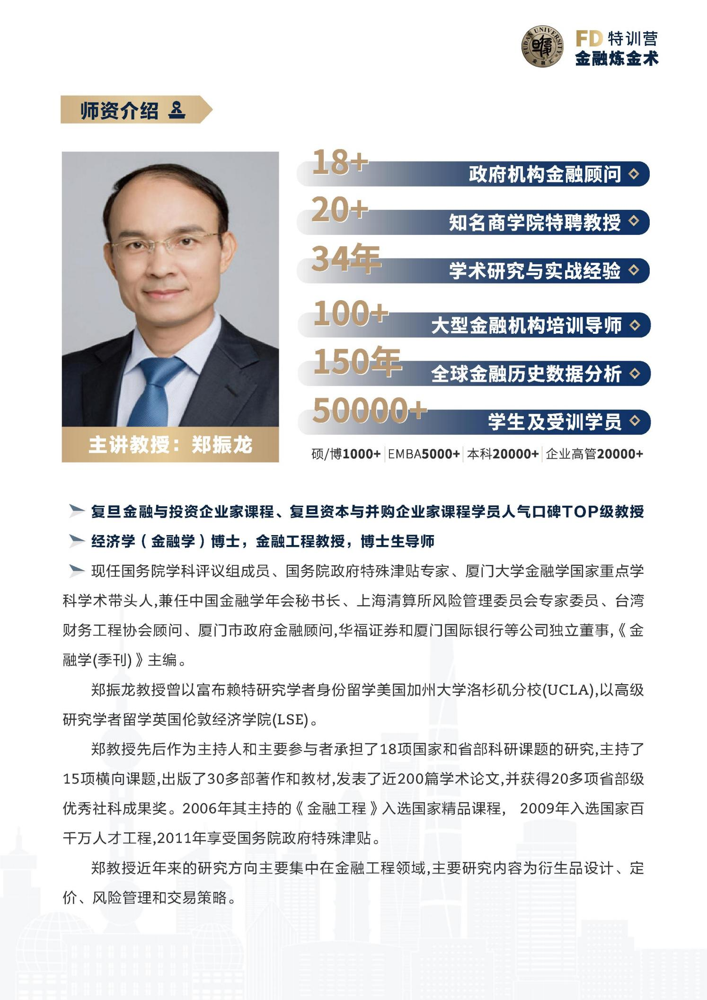 FUDAN UNIVERSITY
金融汇
FD 特训营
金融炼金术
师资介绍
18+
政府机构金融顾问
20+
知名商学院特聘教授
34年
学术研究与实战经验
100+
大型金融机构培训导师
150年
全球金融历史数据分析
50000+
学生及受训学员
主讲教授：郑振龙
硕/博1000+ EMBA5000+ 本科20000+ 企业高管20000+
复旦金融与投资企业家课程、复旦资本与并购企业家课程学员人气口碑TOP级教授
经济学（金融学）博士，金融工程教授，博士生导师
现任国务院学科评议组成员、国务院政府特殊津贴专家、厦门大学金融学国家重点学
科学术带头人,兼任中国金融学年会秘书长、上海清算所风险管理委员会专家委员、台湾
财务工程协会顾问、厦门市政府金融顾问,华福证券和厦门国际银行等公司独立董事,《金
融学(季刊)》主编。
郑振龙教授曾以富布赖特研究学者身份留学美国加州大学洛杉矶分校(UCLA),以高级
研究学者留学英国伦敦经济学院(LSE)。
郑教授先后作为主持人和主要参与者承担了18项国家和省部科研课题的研究,主持了
15项横向课题,出版了30多部著作和教材,发表了近200篇学术论文,并获得20多项省部级
优秀社科成果奖。2006年其主持的《金融工程》入选国家精品课程， 2009年入选国家百
千万人才工程,2011年享受国务院政府特殊津贴。
郑教授近年来的研究方向主要集中在金融工程领域,主要研究内容为衍生品设计、定
价、风险管理和交易策略。